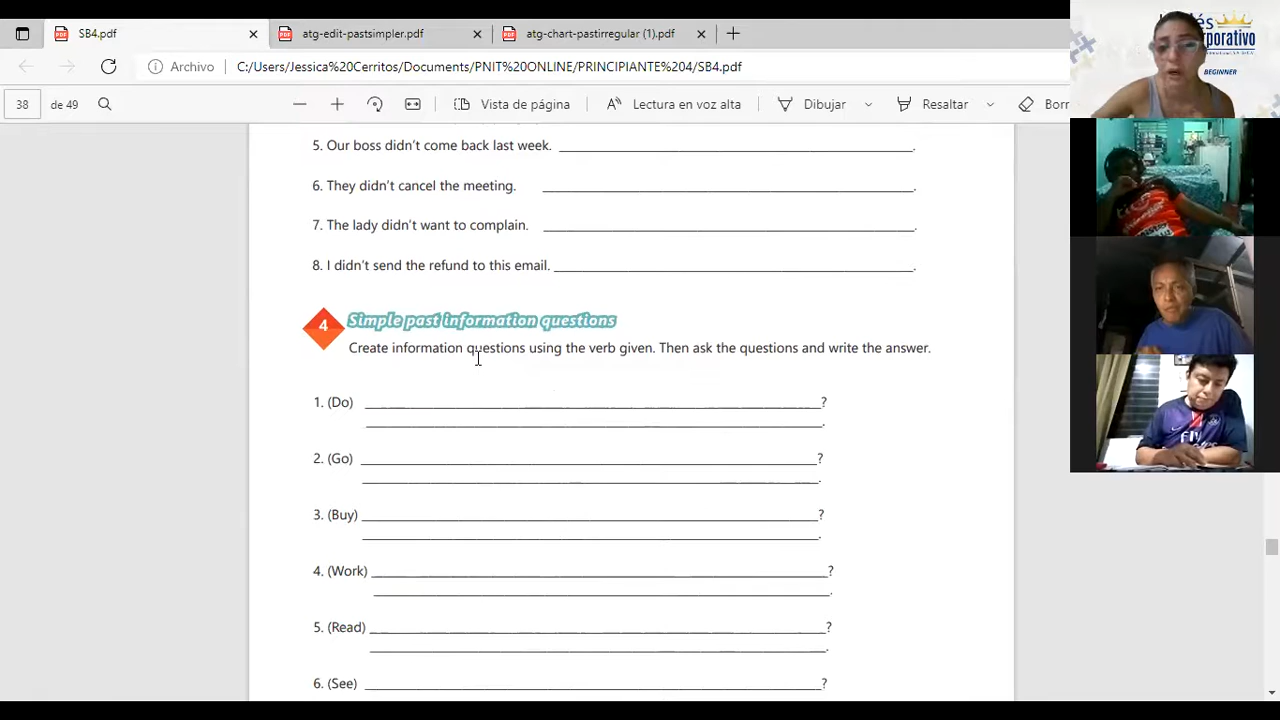 SB4.pdf
atg-edit-pastsimpler.pdf
atg-chart-pastirregular (1).pdf
Archivo
C:/Users/Jessica%20Cerritos/Documents/PNIT%20ONLINE/PRINCIPIANTE%204/SB4.pdf
38 de 49
Vista de página
Lectura en voz alta
Dibujar
Resaltar
Borr
5. Our boss didn't come back last week. .
6. They didn't cancel the meeting. .
7. The lady didn't want to complain. .
8. I didn't send the refund to this email. .
4 Simple past information questions
Create information questions using the verb given. Then ask the questions and write the answer.
1. (Do) ?
.
2. (Go) ?
.
3. (Buy) ?
.
4. (Work) ?
.
5. (Read) ?
.
6. (See) ?
BEGINNER